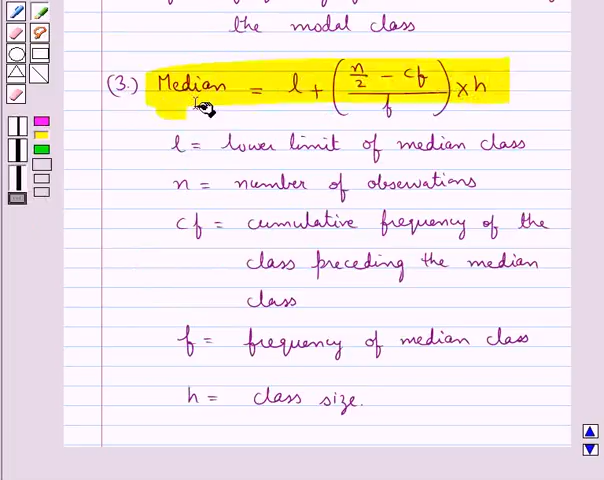 the modal class
(3.) Median = l + ( (n/2 - cf) / f ) × h
l = lower limit of median class
n = number of observations
cf = cumulative frequency of the
class preceding the median
class
f = frequency of median class
h = class size.